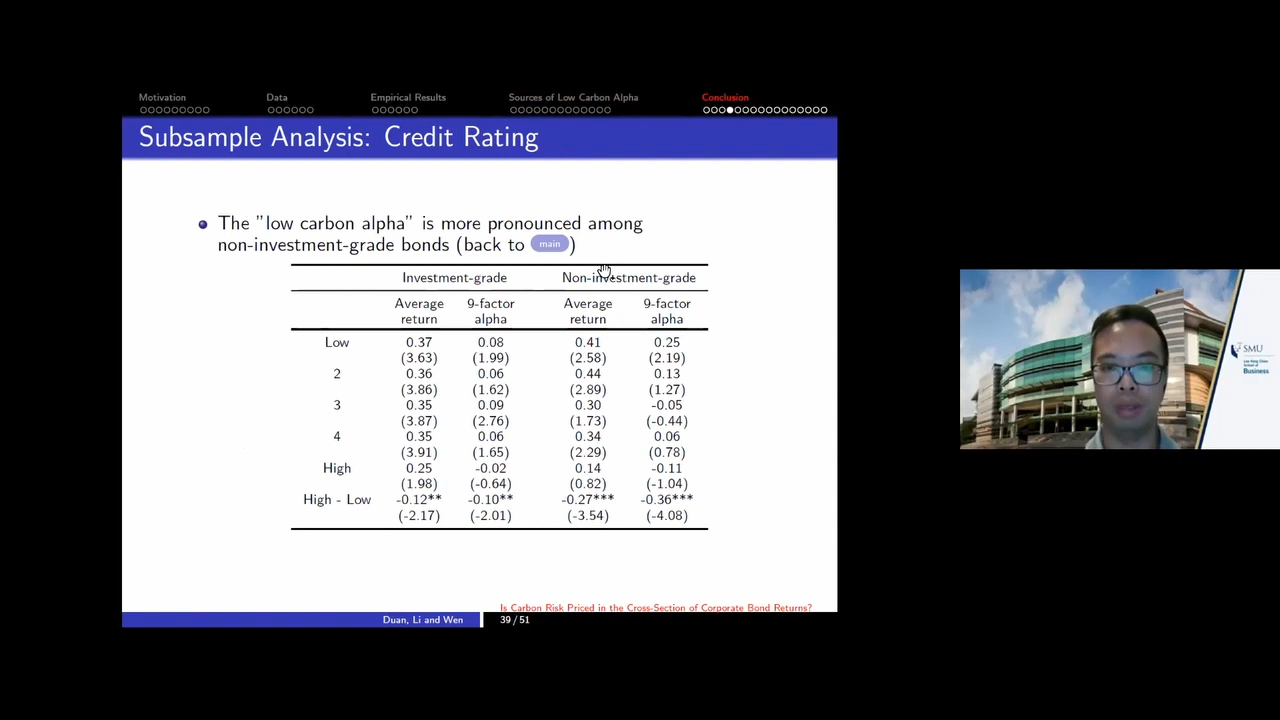 Motivation Data Empirical Results Sources of Low Carbon Alpha Conclusion
Subsample Analysis: Credit Rating
The "low carbon alpha" is more pronounced among
non-investment-grade bonds (back to main)
Investment-grade Non-investment-grade
Average 9-factor Average 9-factor
return alpha return alpha
Low 0.37 0.08 0.41 0.25
(3.63) (1.99) (2.58) (2.19)
2 0.36 0.06 0.44 0.13
(3.86) (1.62) (2.89) (1.27)
3 0.35 0.09 0.30 -0.05
(3.87) (2.76) (1.73) (-0.44)
4 0.35 0.06 0.34 0.06
(3.91) (1.65) (2.29) (0.78)
High 0.25 -0.02 0.14 -0.11
(1.98) (-0.64) (0.82) (-1.04)
High - Low -0.12** -0.10** -0.27*** -0.36***
(-2.17) (-2.01) (-3.54) (-4.08)
Is Carbon Risk Priced in the Cross-Section of Corporate Bond Returns?
Duan, Li and Wen 39 / 51
SMU
Lee Kong Chian
School of
Business